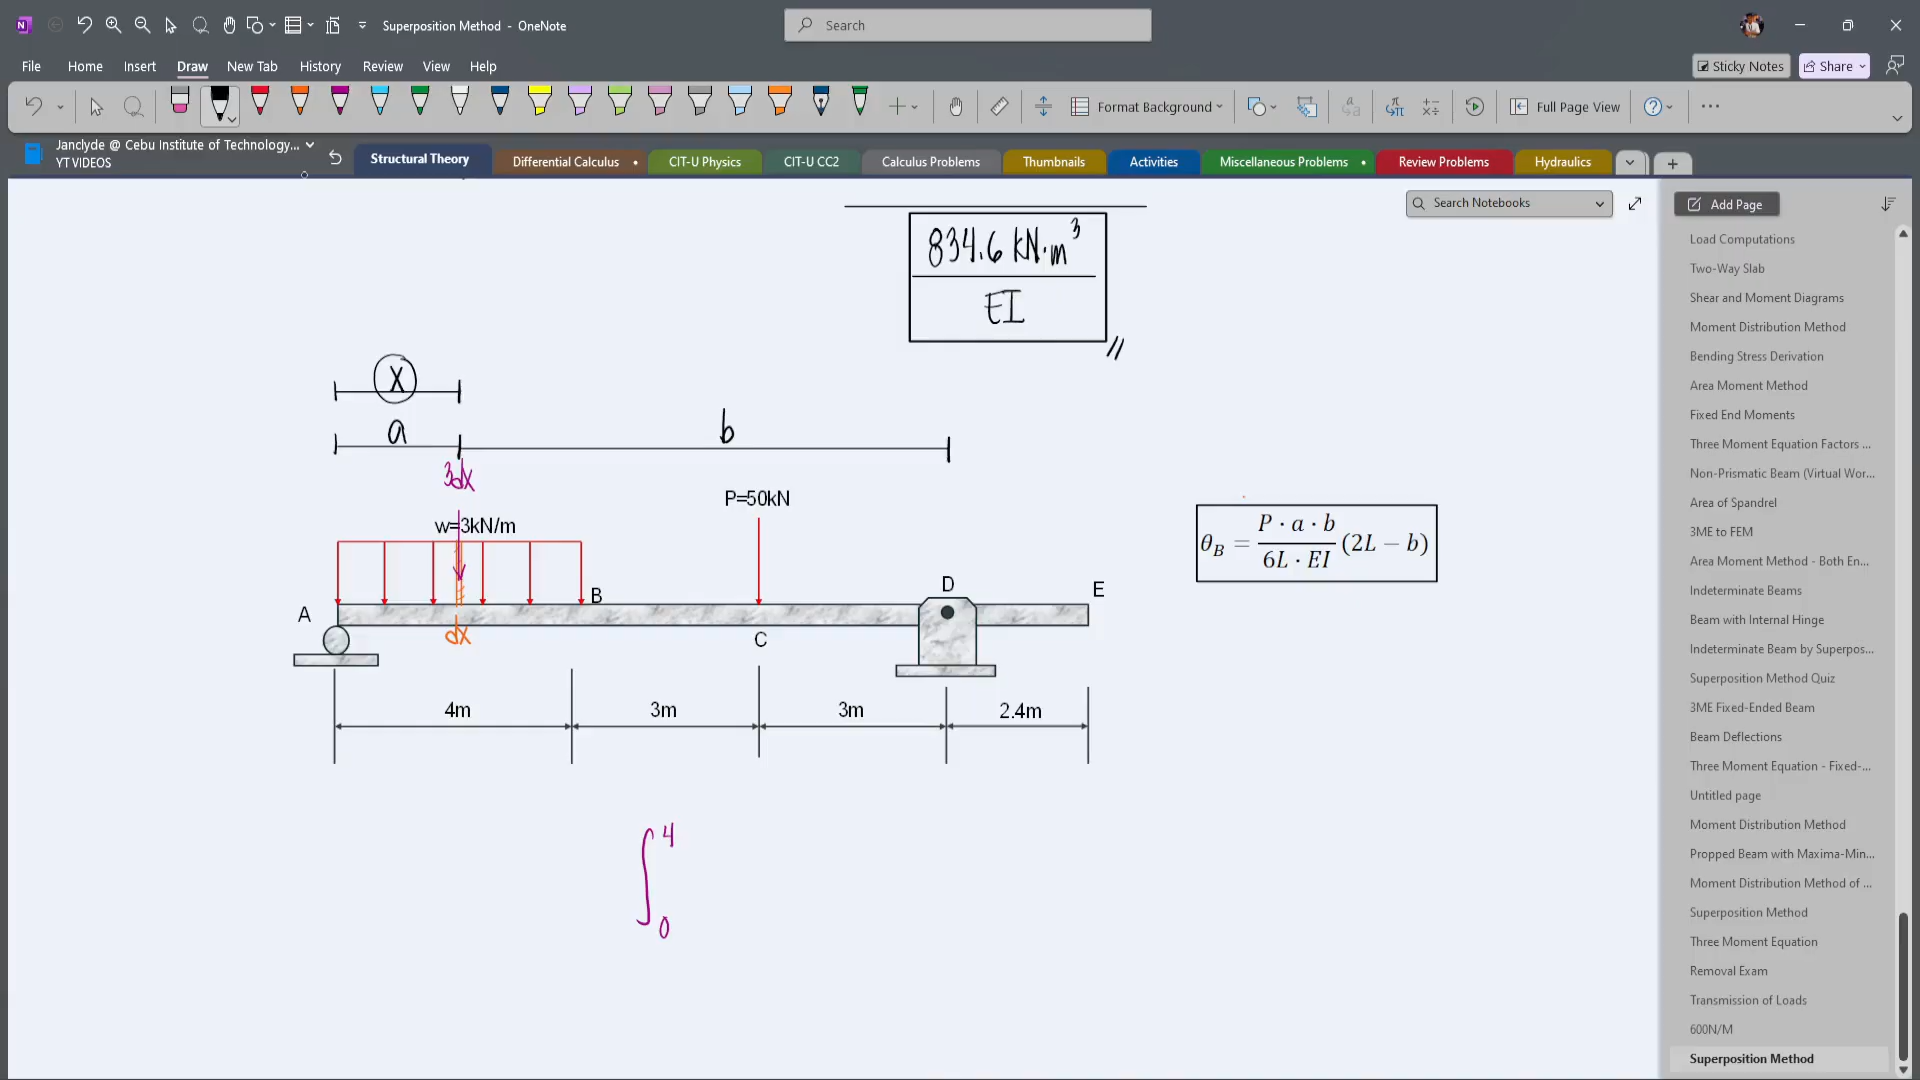 Superposition Method - OneNote
Search
File Home Insert Draw New Tab History Review View Help
Sticky Notes Share
Format Background Full Page View
Janclyde @ Cebu Institute of Technology...
YT VIDEOS
Structural Theory Differential Calculus CIT-U Physics CIT-U CC2 Calculus Problems Thumbnails Activities Miscellaneous Problems Review Problems Hydraulics
Search Notebooks
Add Page
834.6 kN·m³
EI
x
a b
3dx
P=50kN
w=3kN/m
θ_B = P · a · b / 6L · EI (2L − b)
A B D E
dx C
4m 3m 3m 2.4m
∫ 4
0
Load Computations
Two-Way Slab
Shear and Moment Diagrams
Moment Distribution Method
Bending Stress Derivation
Area Moment Method
Fixed End Moments
Three Moment Equation Factors ...
Non-Prismatic Beam (Virtual Wor...
Area of Spandrel
3ME to FEM
Area Moment Method - Both En...
Indeterminate Beams
Beam with Internal Hinge
Indeterminate Beam by Superpos...
Superposition Method Quiz
3ME Fixed-Ended Beam
Beam Deflections
Three Moment Equation - Fixed-...
Untitled page
Moment Distribution Method
Propped Beam with Maxima-Min...
Moment Distribution Method of ...
Superposition Method
Three Moment Equation
Removal Exam
Transmission of Loads
600N/M
Superposition Method